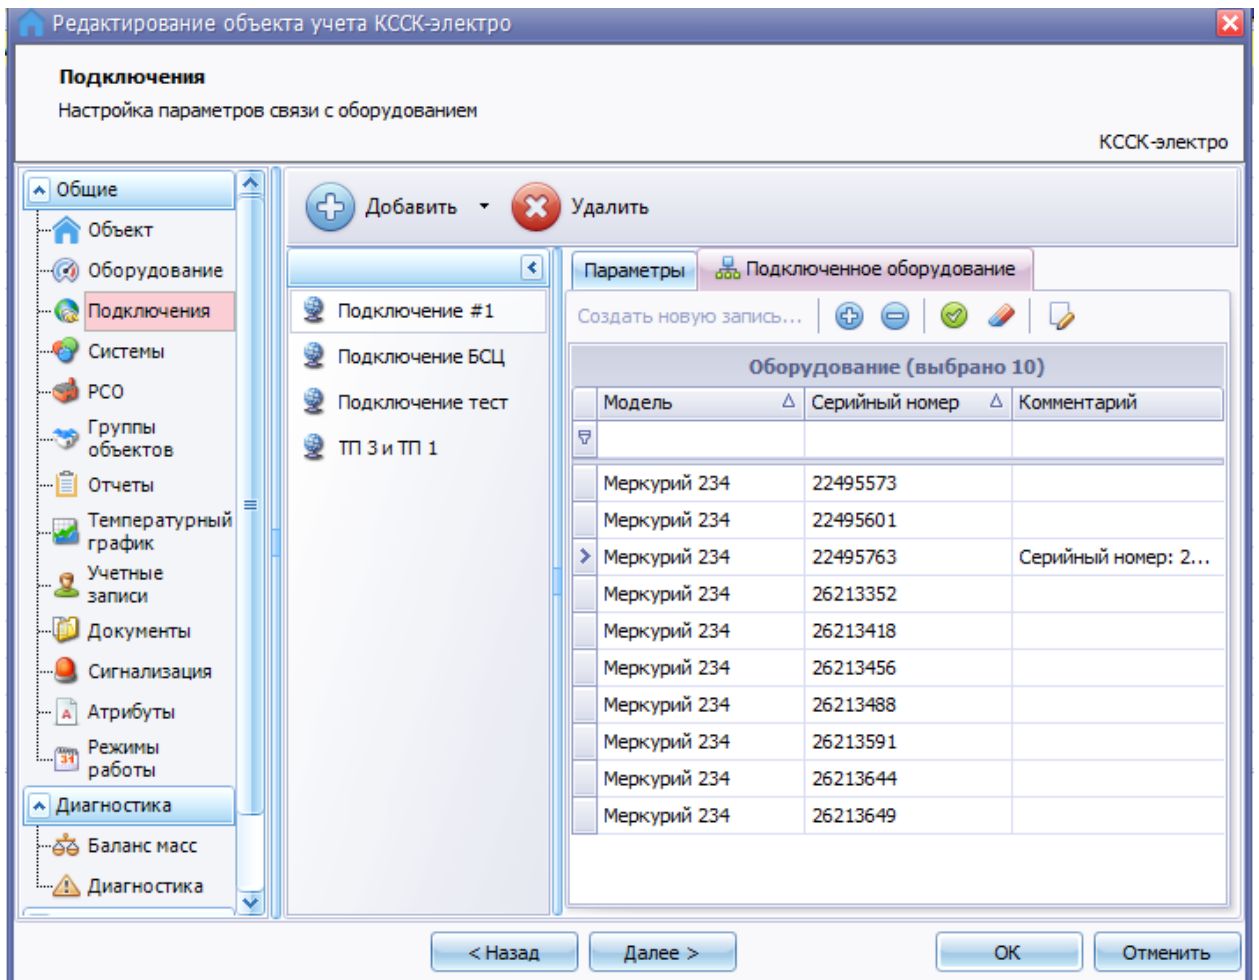 Редактирование объекта учета КССК-электро
Подключения
Настройка параметров связи с оборудованием
КССК-электро
Общие
Объект
Оборудование
Подключения
Системы
РСО
Группы
объектов
Отчеты
Температурный
график
Учетные
записи
Документы
Сигнализация
Атрибуты
Режимы
работы
Диагностика
Баланс масс
Диагностика
Добавить
Удалить
Подключение #1
Подключение БСЦ
Подключение тест
ТП 3 и ТП 1
Параметры
Подключенное оборудование
Создать новую запись...
Оборудование (выбрано 10)
Модель Серийный номер Комментарий
Меркурий 234 22495573
Меркурий 234 22495601
Меркурий 234 22495763 Серийный номер: 2...
Меркурий 234 26213352
Меркурий 234 26213418
Меркурий 234 26213456
Меркурий 234 26213488
Меркурий 234 26213591
Меркурий 234 26213644
Меркурий 234 26213649
< Назад
Далее >
ОК
Отменить